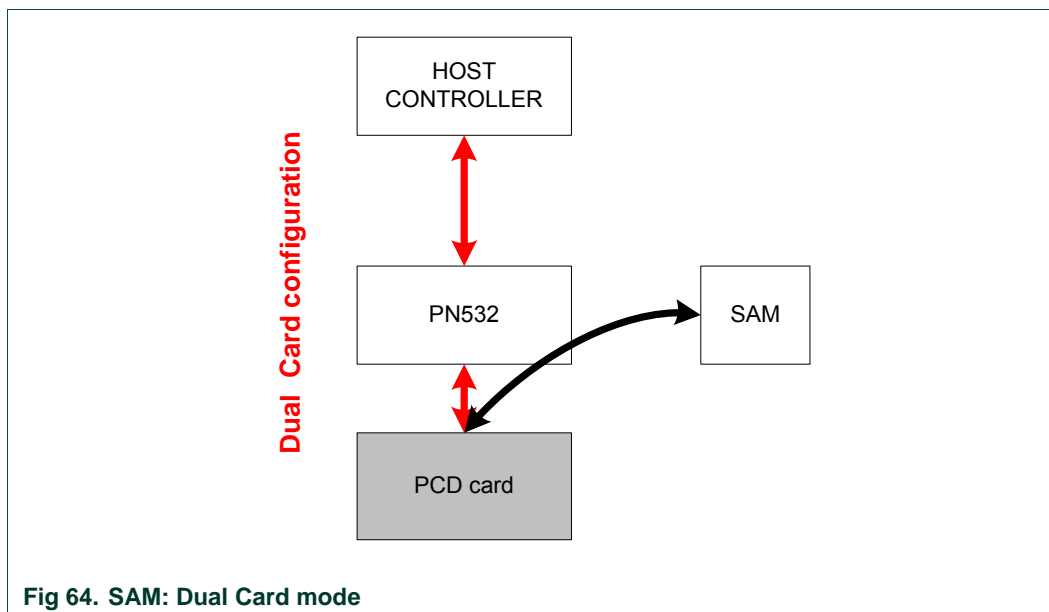 HOST
CONTROLLER
Dual Card configuration
PN532
SAM
PCD card
Fig 64. SAM: Dual Card mode